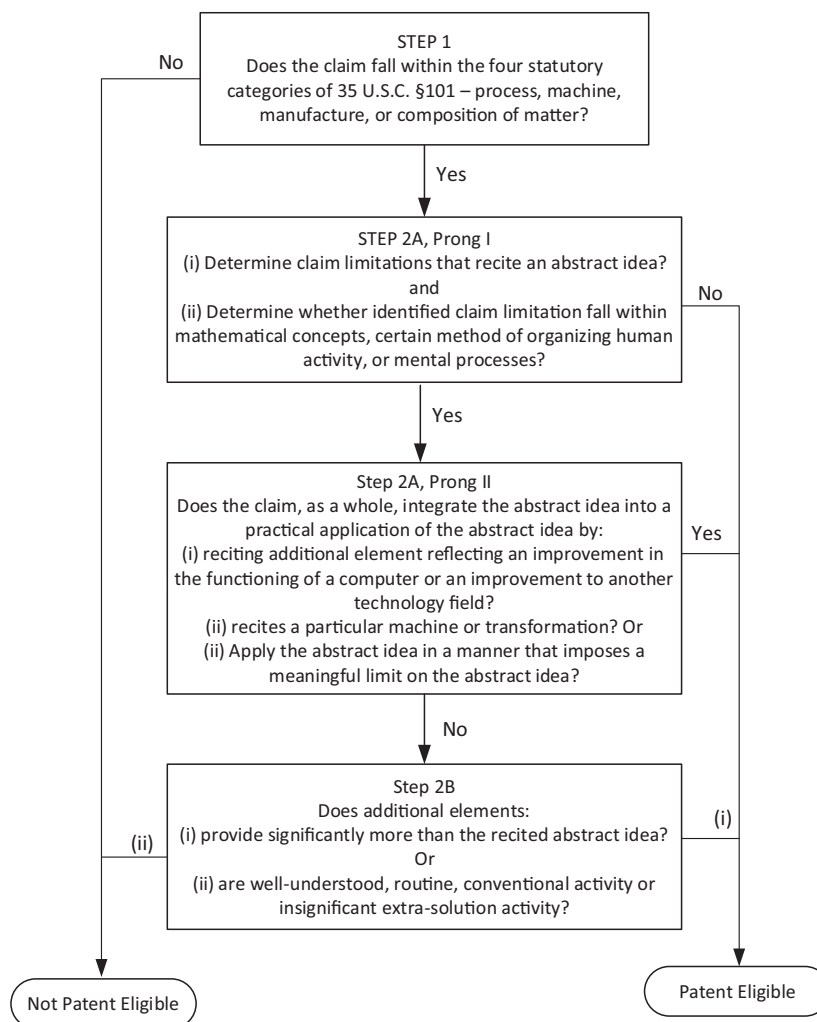 STEP 1
Does the claim fall within the four statutory
categories of 35 U.S.C. §101 – process, machine,
manufacture, or composition of matter?
No
Yes
STEP 2A, Prong I
(i) Determine claim limitations that recite an abstract idea?
and
(ii) Determine whether identified claim limitation fall within
mathematical concepts, certain method of organizing human
activity, or mental processes?
No
Yes
Step 2A, Prong II
Does the claim, as a whole, integrate the abstract idea into a
practical application of the abstract idea by:
(i) reciting additional element reflecting an improvement in
the functioning of a computer or an improvement to another
technology field?
(ii) recites a particular machine or transformation? Or
(ii) Apply the abstract idea in a manner that imposes a
meaningful limit on the abstract idea?
Yes
No
Step 2B
Does additional elements:
(i) provide significantly more than the recited abstract idea?
Or
(ii) are well-understood, routine, conventional activity or
insignificant extra-solution activity?
(ii)
(i)
Not Patent Eligible
Patent Eligible